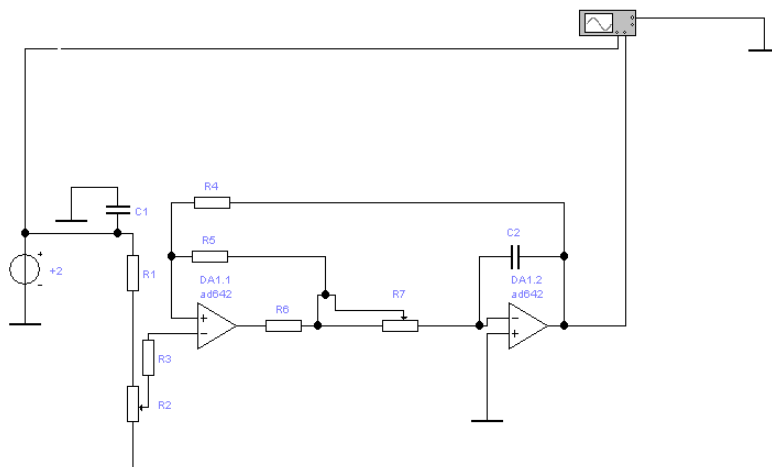 R4
C1
R5
C2
+2
R1
DA1.1
ad642
R6
R7
DA1.2
ad642
+
-
+
-
-
+
R3
R2